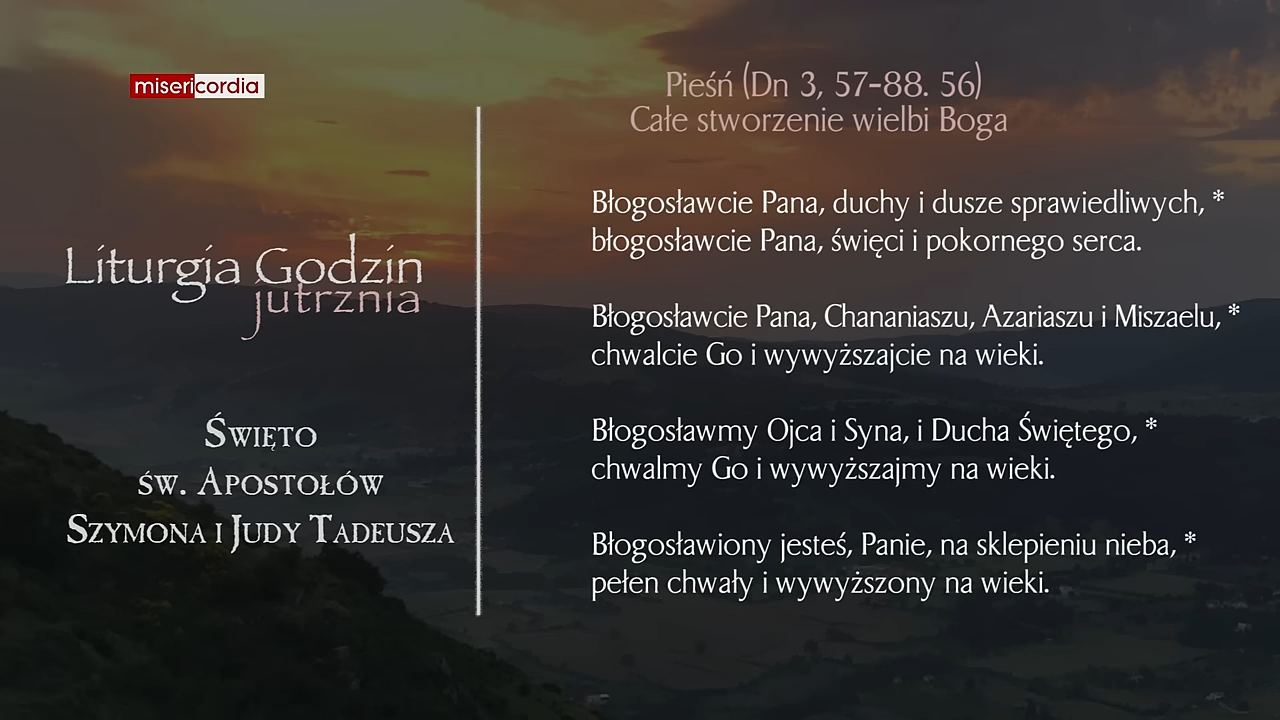 misericordia
Liturgia Godzin
jutrznia
Święto
św. Apostołów
Szymona i Judy Tadeusza
Pieśń (Dn 3, 57-88. 56)
Całe stworzenie wielbi Boga
Błogosławcie Pana, duchy i dusze sprawiedliwych, *
błogosławcie Pana, święci i pokornego serca.
Błogosławcie Pana, Chananiaszu, Azariaszu i Miszaelu, *
chwalcie Go i wywyższajcie na wieki.
Błogosławmy Ojca i Syna, i Ducha Świętego, *
chwalmy Go i wywyższajmy na wieki.
Błogosławiony jesteś, Panie, na sklepieniu nieba, *
pełen chwały i wywyższony na wieki.